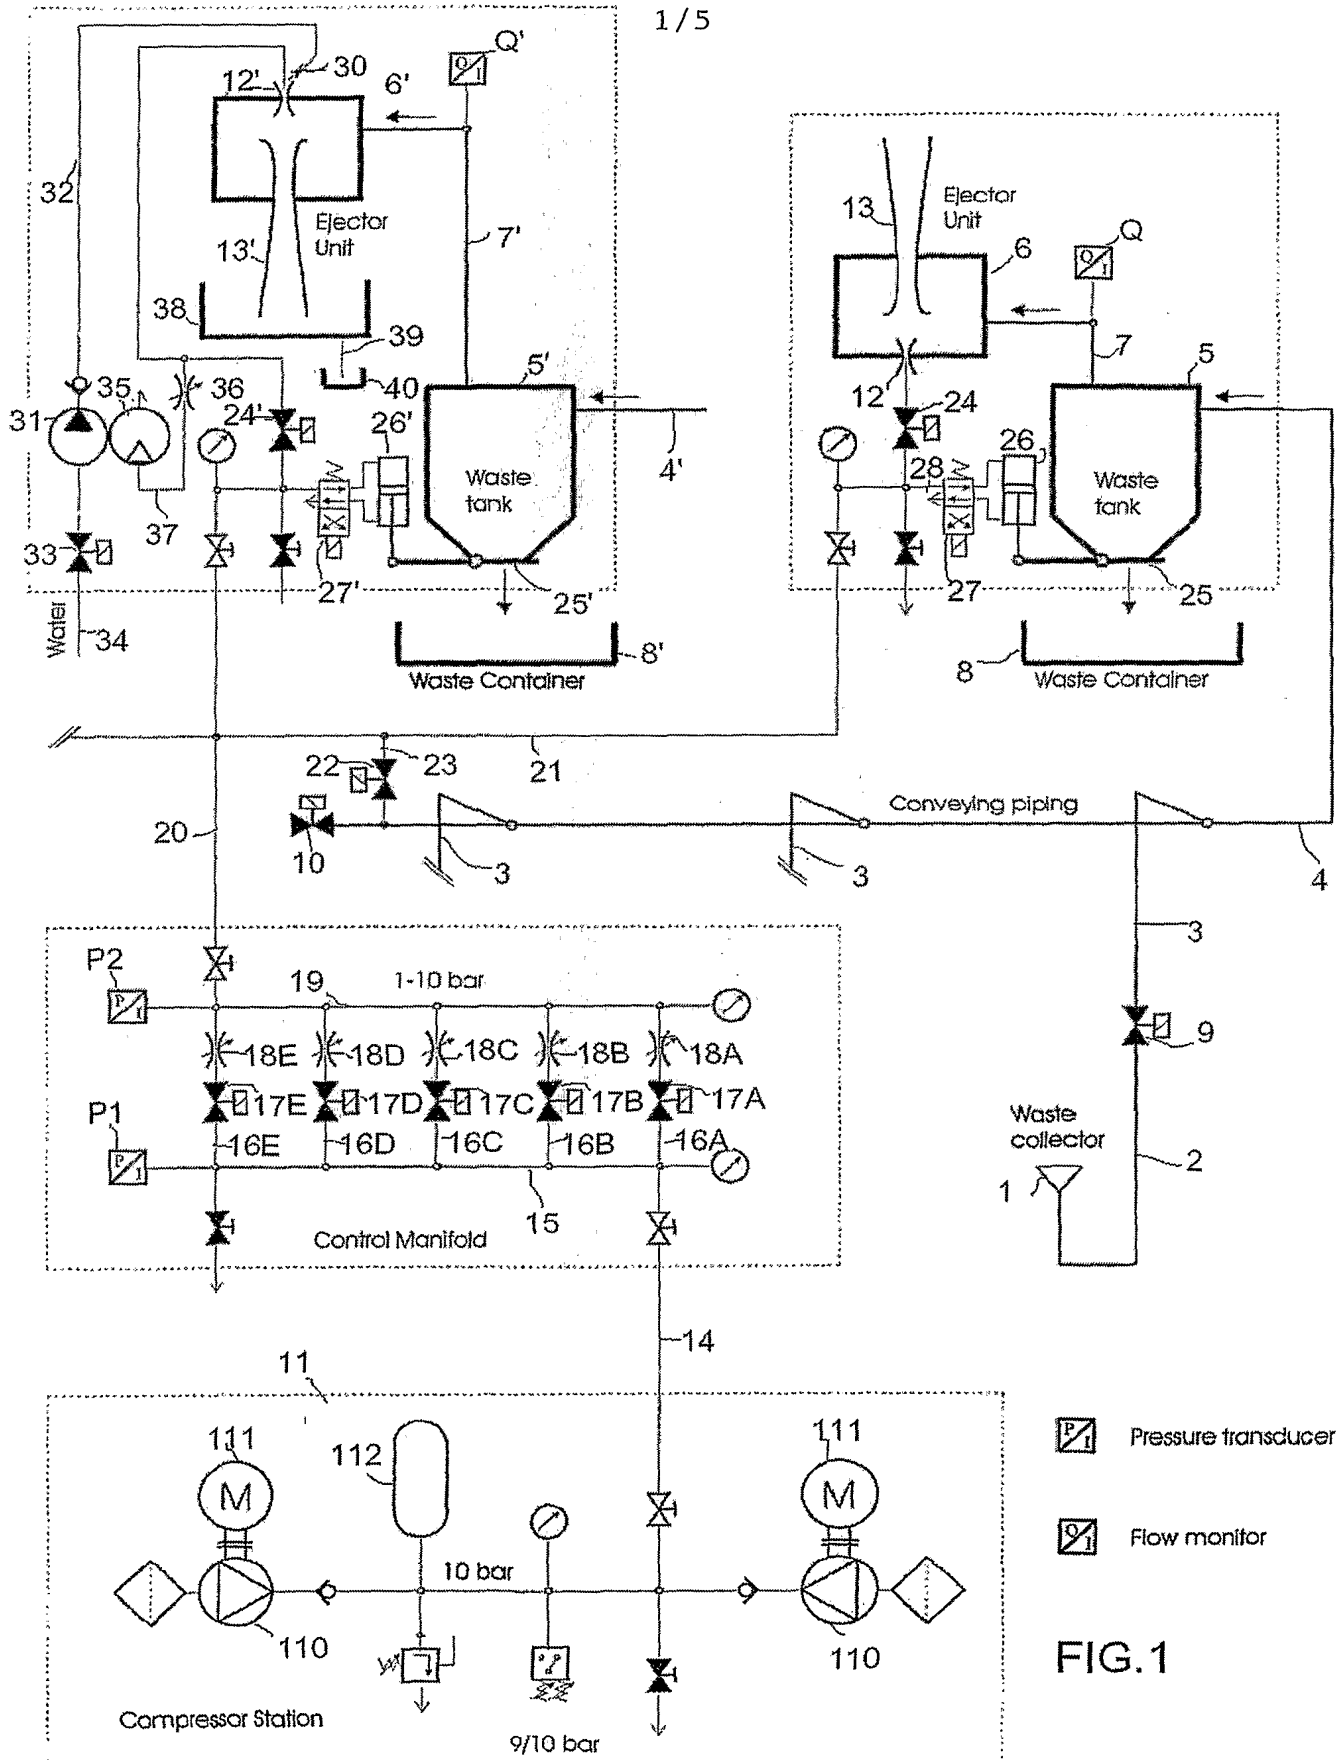 1/5
Q'
Q
I
30
12'
6'
32
Ejector
Unit
13'
7'
38
39
40
5'
31
35
36
24'
26'
4'
Waste
tank
37
33
27'
25'
Water
34
8'
Waste Container
13
Ejector
Unit
Q
6
Q
I
7
5
12
24
26
28
Waste
tank
27
25
8
Waste Container
22
23
21
20
10
3
3
Conveying piping
4
3
P2
P
I
19
1-10 bar
18E
18D
18C
18B
18A
9
17E
17D
17C
17B
17A
P1
P
I
16E
16D
16C
16B
16A
15
Waste
collector
1
2
Control Manifold
14
11
111
M
112
111
M
10 bar
110
110
Compressor Station
9/10 bar
P
I
Pressure transducer
Q
I
Flow monitor
FIG.1